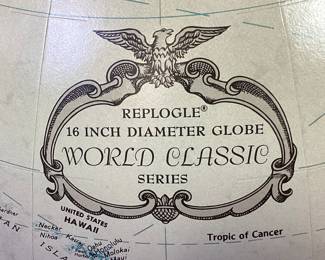 REPLOGLE®
16 INCH DIAMETER GLOBE
WORLD CLASSIC
SERIES
UNITED STATES
HAWAII
Tropic of Cancer
Necker
Nihoa
Kauai
Oahu
Honolulu
Molokai
Maui